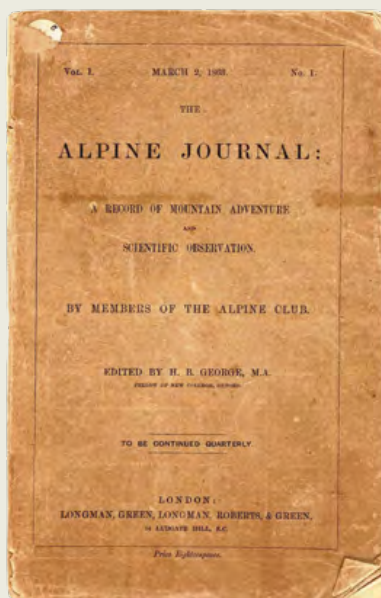 Vol. I. MARCH 2, 1863. No. 1.
THE
ALPINE JOURNAL:
A RECORD OF MOUNTAIN ADVENTURE
AND
SCIENTIFIC OBSERVATION.
BY MEMBERS OF THE ALPINE CLUB.
EDITED BY H. B. GEORGE, M.A.
FELLOW OF NEW COLLEGE, OXFORD.
TO BE CONTINUED QUARTERLY.
LONDON:
LONGMAN, GREEN, LONGMAN, ROBERTS, & GREEN,
14 LUDGATE HILL, E.C.
Price Eighteenpence.